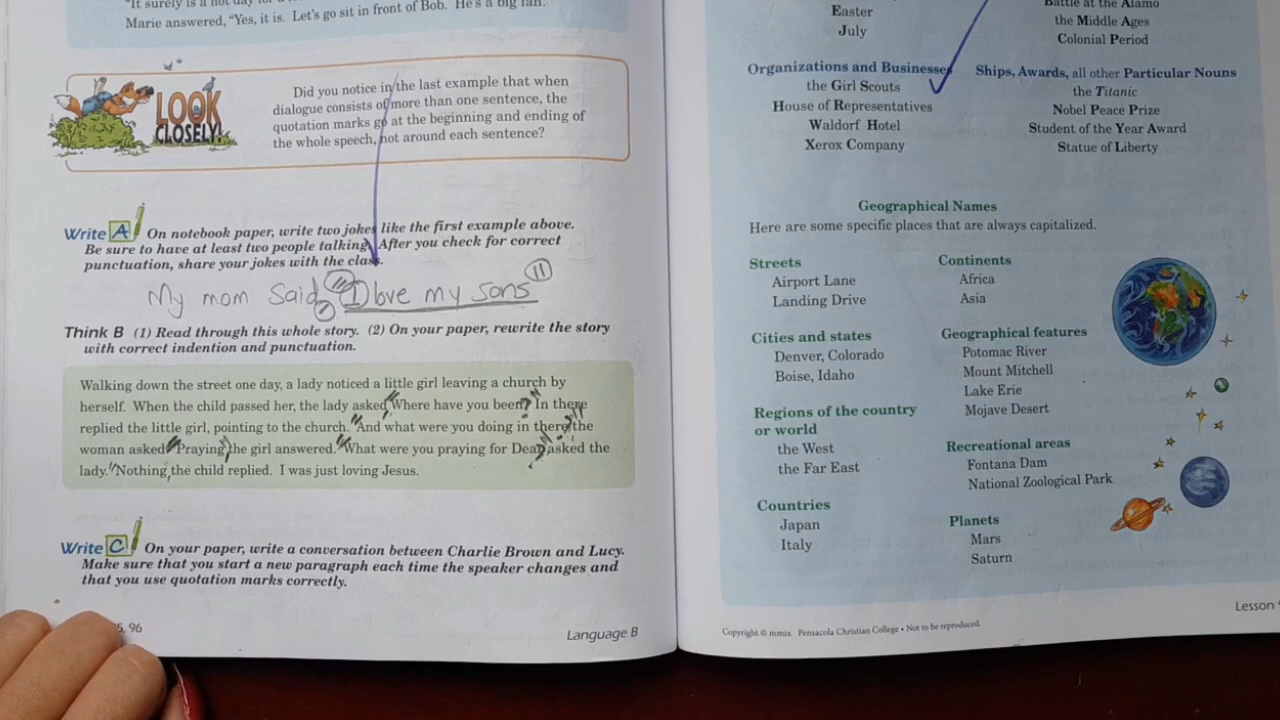 "It surely is a hot day for a
Marie answered, "Yes, it is. Let's go sit in front of Bob. He's a big fan."
LOOK
CLOSELY!
Did you notice in the last example that when
dialogue consists of more than one sentence, the
quotation marks go at the beginning and ending of
the whole speech, not around each sentence?
Write A On notebook paper, write two jokes like the first example above.
Be sure to have at least two people talking. After you check for correct
punctuation, share your jokes with the class.
My mom Said, "I love my sons"
Think B (1) Read through this whole story. (2) On your paper, rewrite the story
with correct indention and punctuation.
Walking down the street one day, a lady noticed a little girl leaving a church by
herself. When the child passed her, the lady asked, "Where have you been?" "In there
replied the little girl, pointing to the church. "And what were you doing in there?" the
woman asked. "Praying, the girl answered. "What were you praying for Dear, asked the
lady. "Nothing, the child replied. I was just loving Jesus.
Write C On your paper, write a conversation between Charlie Brown and Lucy.
Make sure that you start a new paragraph each time the speaker changes and
that you use quotation marks correctly.
5, 96
Language B
Easter
July
Battle at the Alamo
the Middle Ages
Colonial Period
Organizations and Businesses
the Girl Scouts
House of Representatives
Waldorf Hotel
Xerox Company
Ships, Awards, all other Particular Nouns
the Titanic
Nobel Peace Prize
Student of the Year Award
Statue of Liberty
Geographical Names
Here are some specific places that are always capitalized.
Streets
Airport Lane
Landing Drive
Cities and states
Denver, Colorado
Boise, Idaho
Regions of the country
or world
the West
the Far East
Countries
Japan
Italy
Continents
Africa
Asia
Geographical features
Potomac River
Mount Mitchell
Lake Erie
Mojave Desert
Recreational areas
Fontana Dam
National Zoological Park
Planets
Mars
Saturn
Copyright © mmix Pensacola Christian College • Not to be reproduced.
Lesson